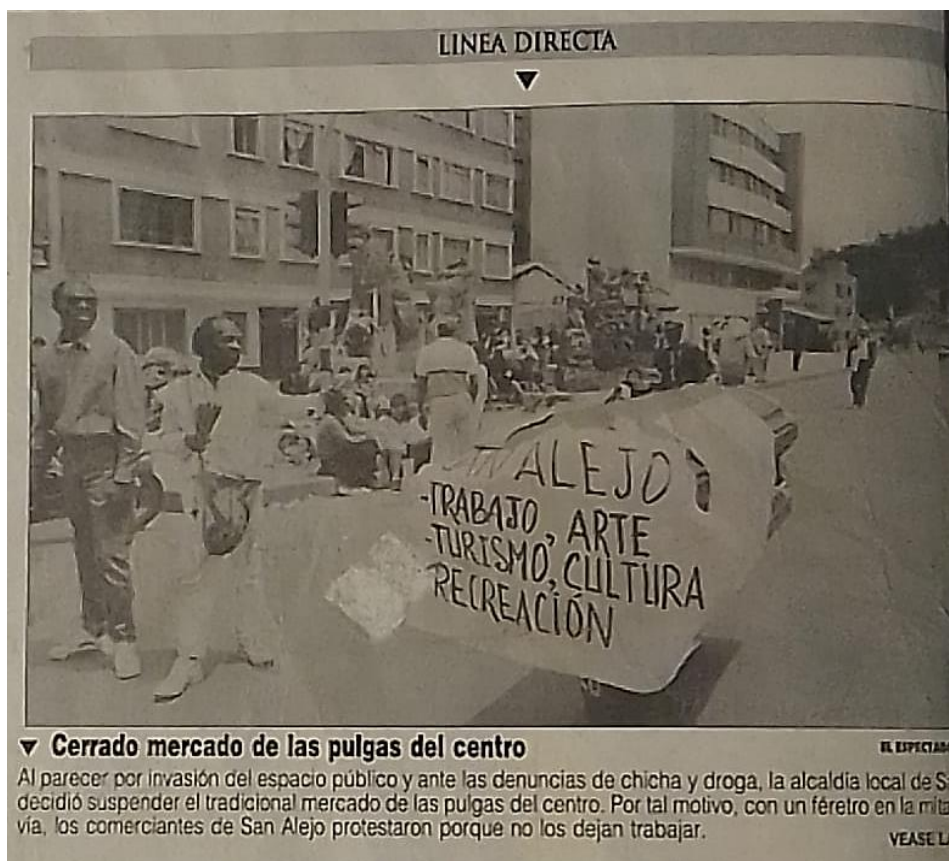 LINEA DIRECTA
ALEJO
-TRABAJO, ARTE
-TURISMO, CULTURA
RECREACIÓN
Cerrado mercado de las pulgas del centro
EL ESPECTAD
Al parecer por invasión del espacio público y ante las denuncias de chicha y droga, la alcaldía local de S
decidió suspender el tradicional mercado de las pulgas del centro. Por tal motivo, con un féretro en la mita
vía, los comerciantes de San Alejo protestaron porque no los dejan trabajar.
VEASE L